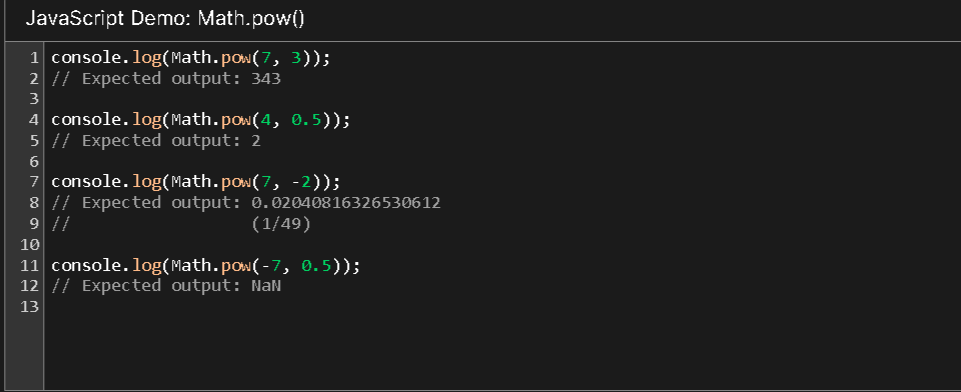 JavaScript Demo: Math.pow()
1 console.log(Math.pow(7, 3));
2 // Expected output: 343
3
4 console.log(Math.pow(4, 0.5));
5 // Expected output: 2
6
7 console.log(Math.pow(7, -2));
8 // Expected output: 0.02040816326530612
9 //                  (1/49)
10
11 console.log(Math.pow(-7, 0.5));
12 // Expected output: NaN
13